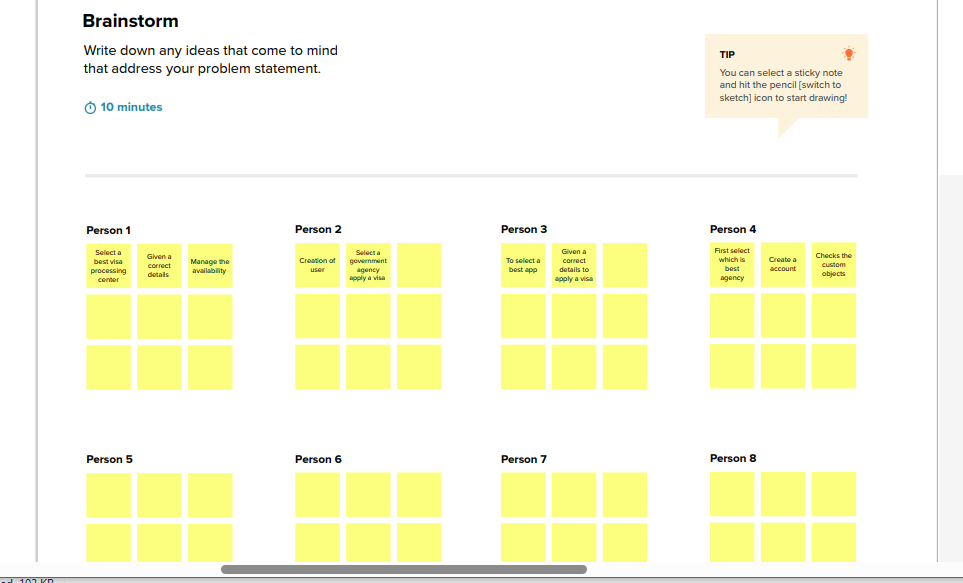 Brainstorm
Write down any ideas that come to mind
that address your problem statement.
10 minutes
TIP
You can select a sticky note
and hit the pencil [switch to
sketch] icon to start drawing!
Person 1
Select a
best visa
processing
center
Given a
correct
details
Manage the
availability
Person 2
Creation of
user
Select a
government
agency
apply a visa
Person 3
To select a
best app
Given a
correct
details to
apply a visa
Person 4
First select
which is
best
agency
Create a
account
Checks the
custom
objects
Person 5
Person 6
Person 7
Person 8